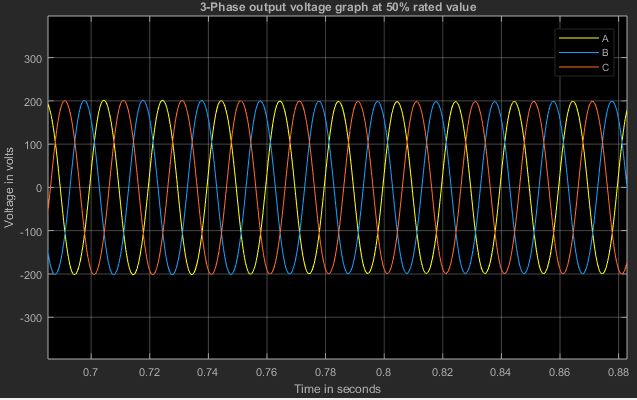 3-Phase output voltage graph at 50% rated value
A
B
C
300
200
100
0
-100
-200
-300
Voltage in volts
0.7 0.72 0.74 0.76 0.78 0.8 0.82 0.84 0.86 0.88
Time in seconds